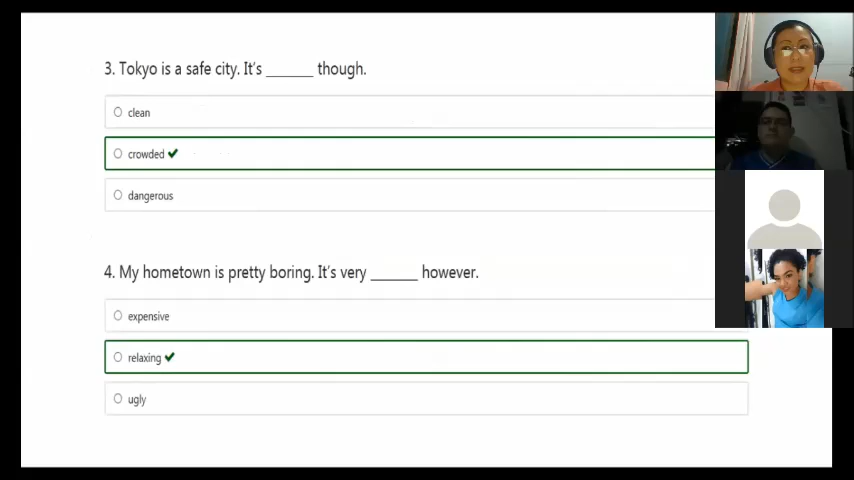 3. Tokyo is a safe city. It's _______ though.
clean
crowded
dangerous
4. My hometown is pretty boring. It's very _______ however.
expensive
relaxing
ugly